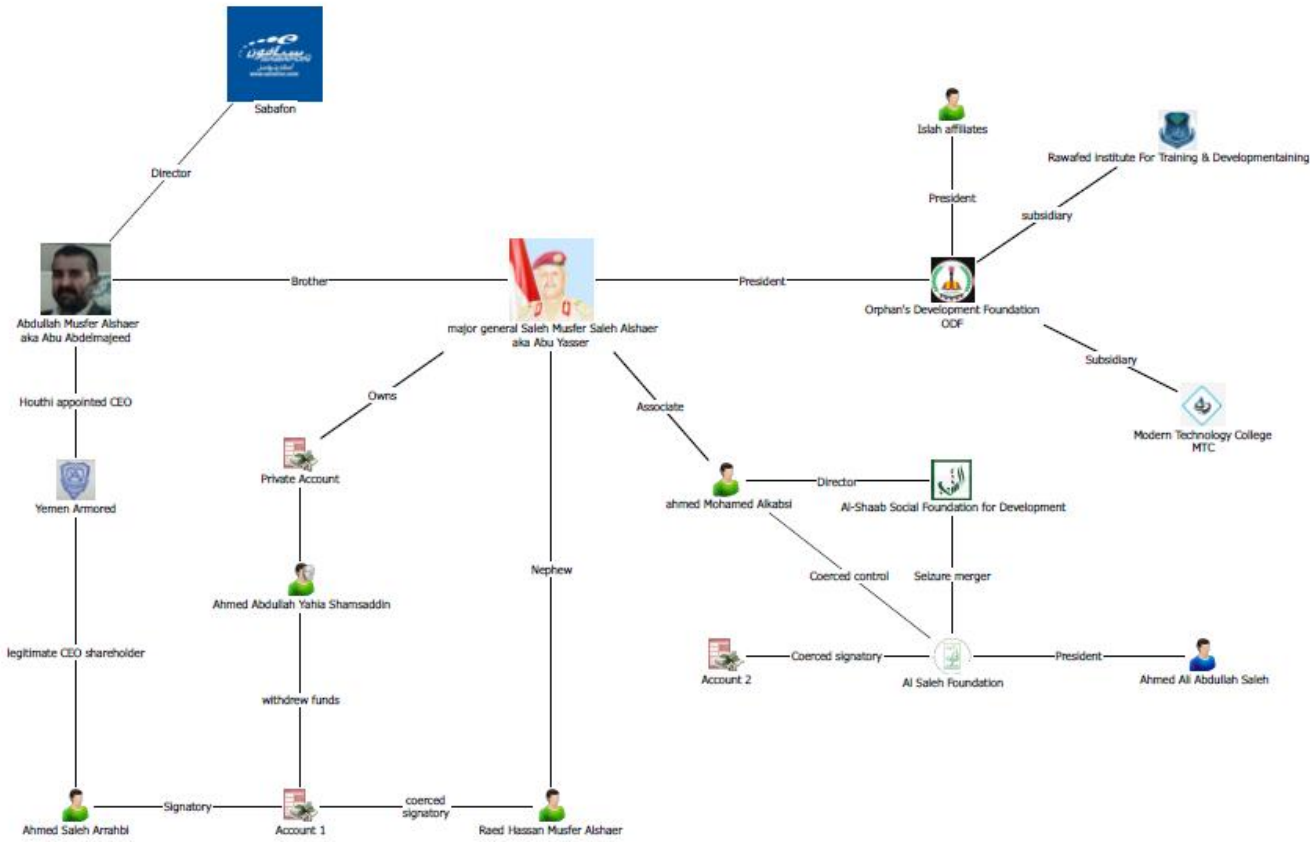 سبأفون
www.sabafon.com
Sabafon
Director
Islah affiliates
Rawafed Institute For Training & Developmentaining
President
subsidiary
Abdullah Musfer Alshaer
aka Abu Abdelmajeed
Brother
major general Saleh Musfer Saleh Alshaer
aka Abu Yasser
President
Orphan's Development Foundation
ODF
Subsidiary
Houthi appointed CEO
Owns
Associate
Modern Technology College
MTC
Yemen Armored
Private Account
ahmed Mohamed Alkabsi
Director
Al-Shaab Social Foundation for Development
Nephew
Coerced control
Seizure merger
Ahmed Abdullah Yahia Shamsaddin
legitimate CEO shareholder
withdrew funds
Account 2
Coerced signatory
Al Saleh Foundation
President
Ahmed Ali Abdullah Saleh
Ahmed Saleh Arrahbi
Signatory
Account 1
coerced
signatory
Raed Hassan Musfer Alshaer